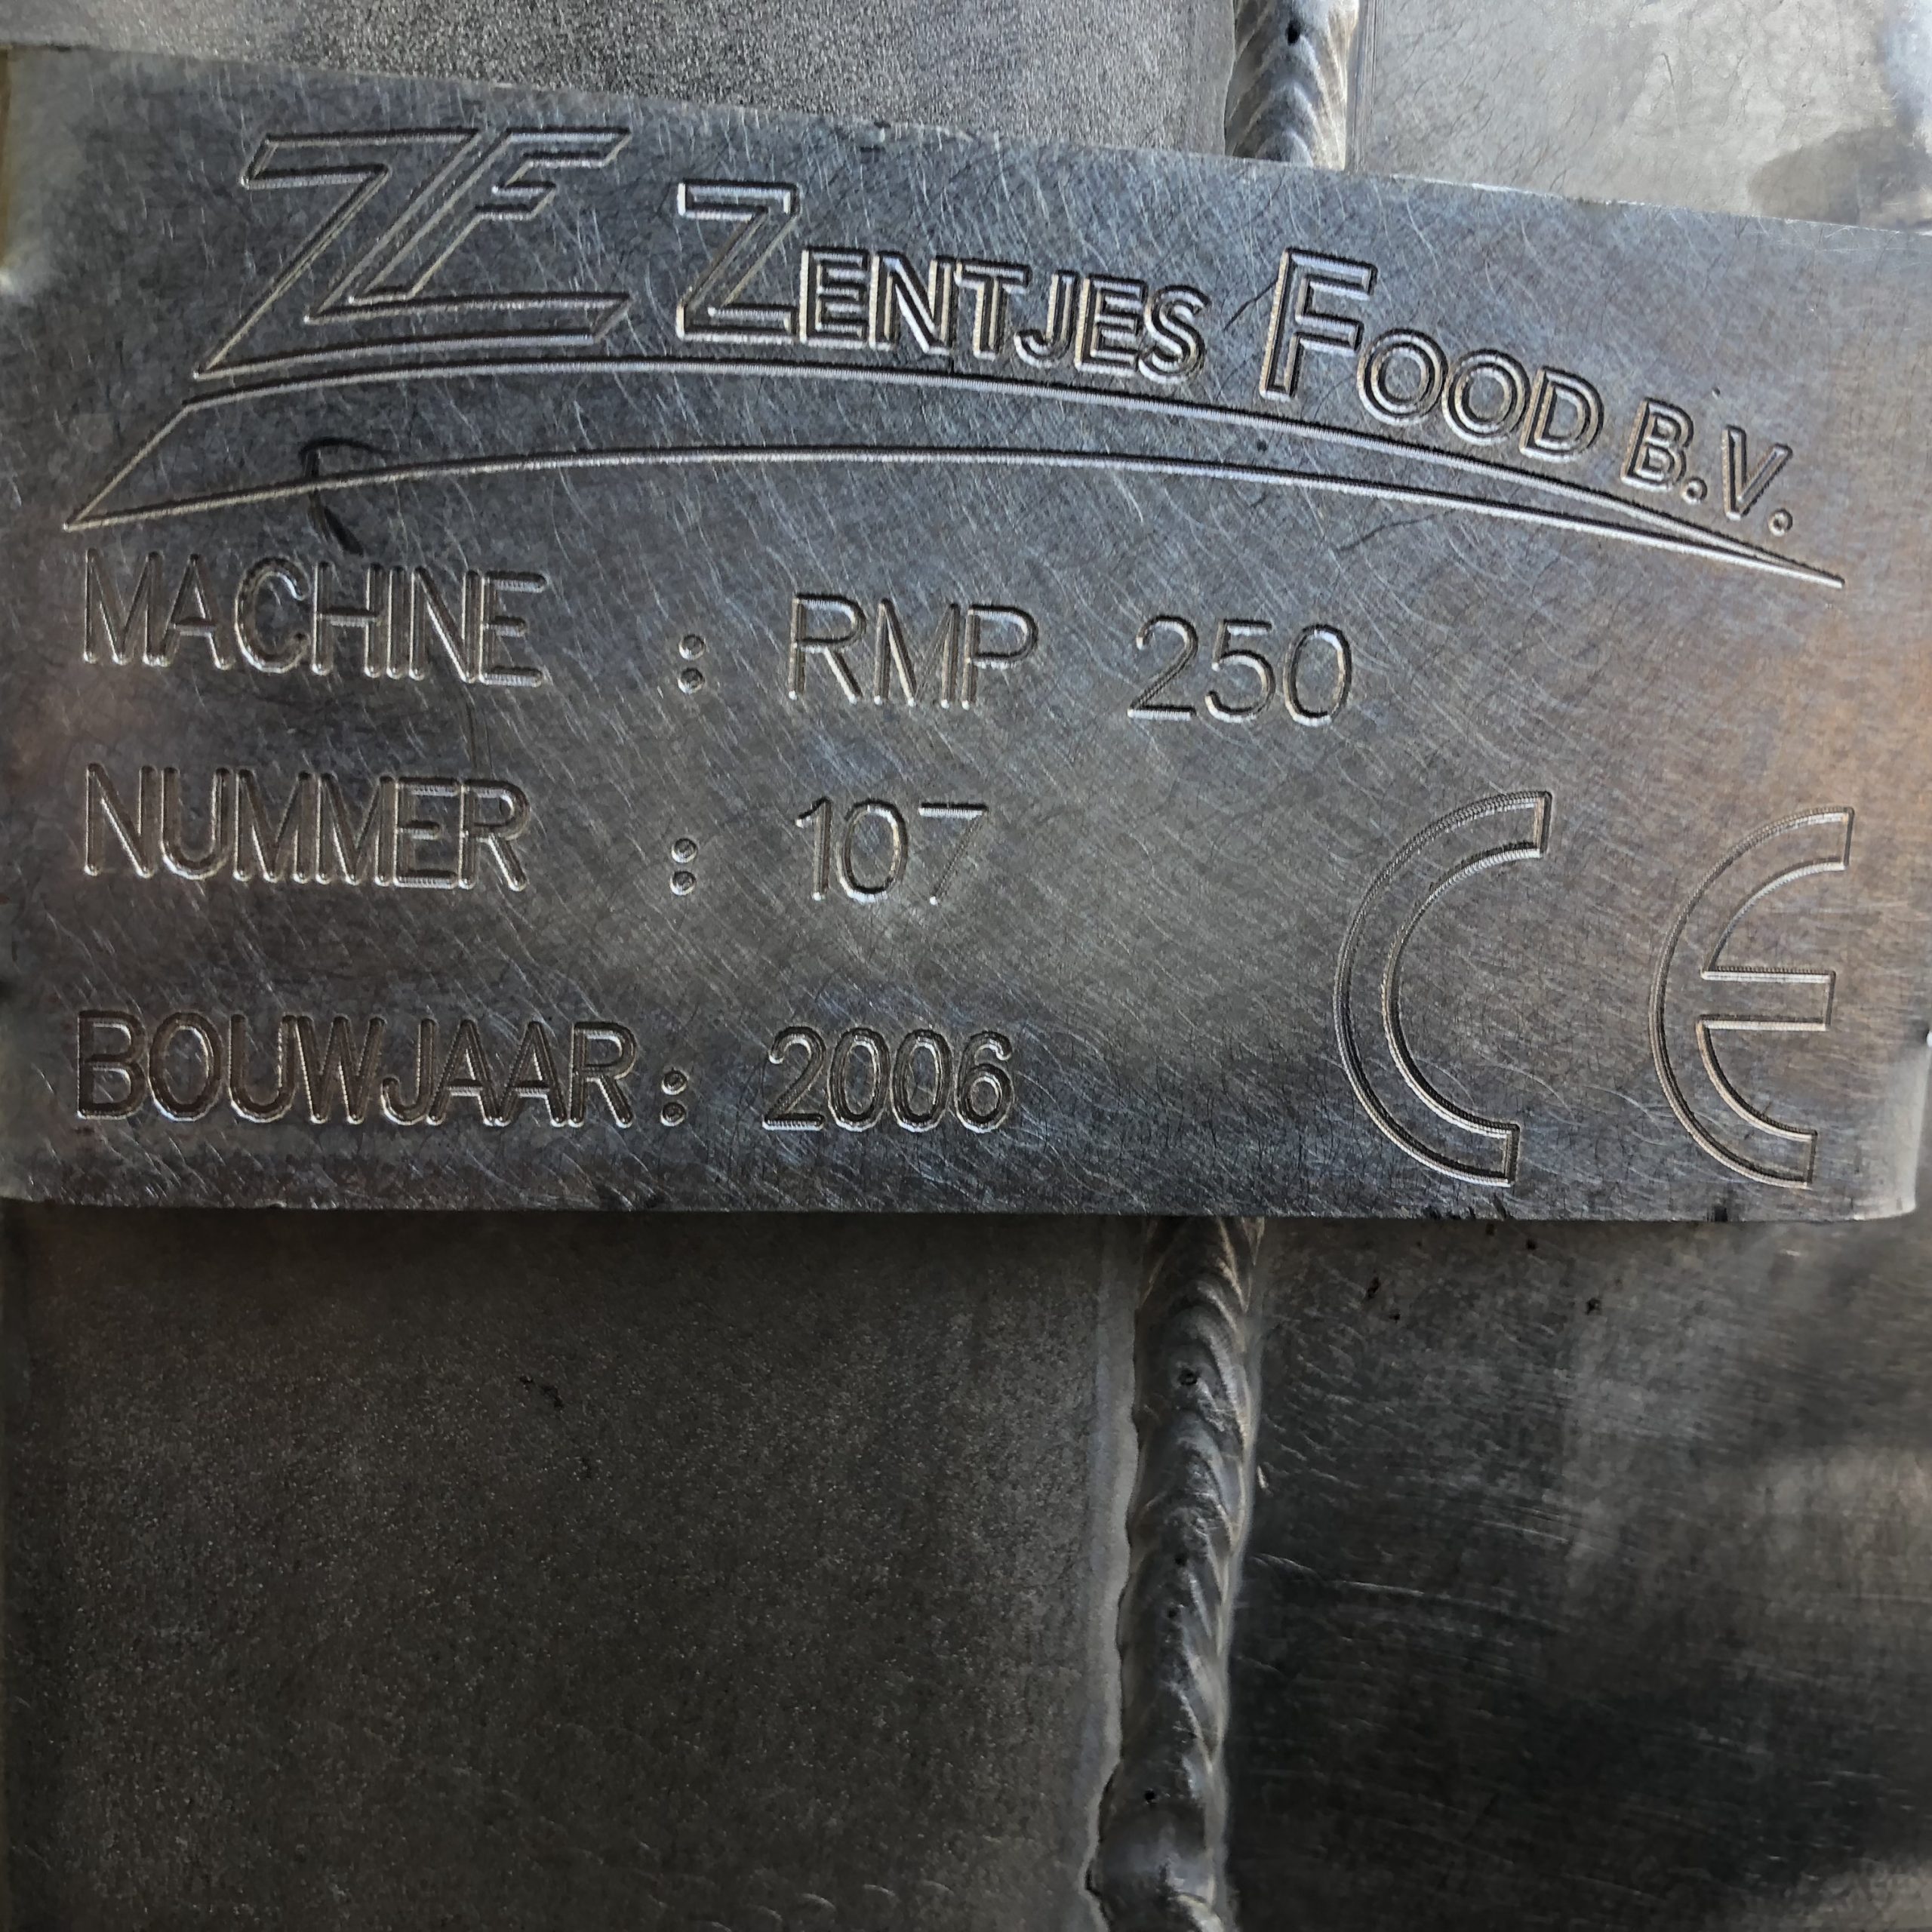 ZF ZENTJES FOOD B.V.
MACHINE : RMP 250
NUMMER : 107
BOUWJAAR: 2006
CE